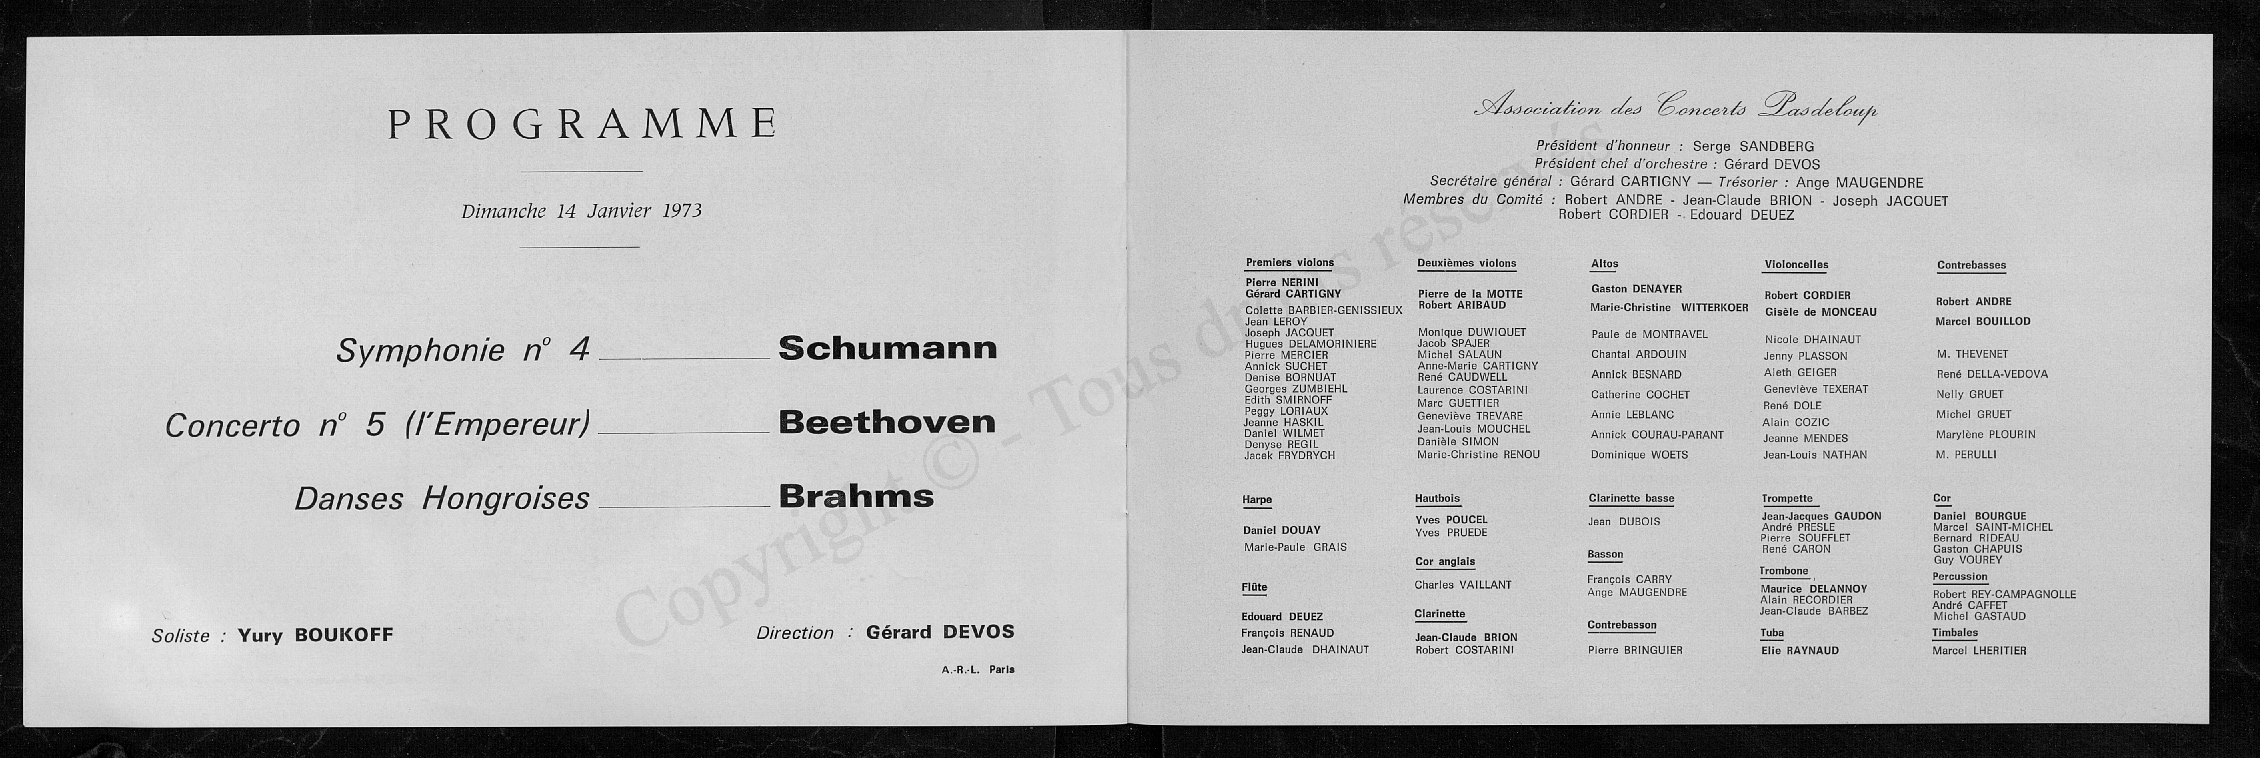 PROGRAMME
Dimanche 14 Janvier 1973
Symphonie n° 4 Schumann
Concerto n° 5 (l'Empereur) Beethoven
Danses Hongroises Brahms
Soliste : Yury BOUKOFF
Direction : Gérard DEVOS
A.-R.-L. Paris
Association des Concerts Pasdeloup
Président d'honneur : Serge SANDBERG
Président chef d'orchestre : Gérard DEVOS
Secrétaire général : Gérard CARTIGNY — Trésorier : Ange MAUGENDRE
Membres du Comité : Robert ANDRE - Jean-Claude BRION - Joseph JACQUET
Robert CORDIER - Edouard DEUEZ
Premiers violons
Pierre NERINI
Gérard CARTIGNY
Colette BARBIER-GENISSIEUX
Jean LEROY
Joseph JACQUET
Hugues DELAMORINIERE
Pierre MERCIER
Annick SUCHET
Denise BORNUAT
Georges ZUMBIEHL
Edith SMIRNOFF
Peggy LORIAUX
Jeanne HASKIL
Daniel WILMET
Denyse REGIL
Jacek FRYDRYCH
Deuxièmes violons
Pierre de la MOTTE
Robert ARIBAUD
Monique DUWIQUET
Jacob SPAJER
Michel SALAUN
Anne-Marie CARTIGNY
René CAUDWELL
Laurence COSTARINI
Marc GUETTIER
Geneviève TREVARE
Jean-Louis MOUCHEL
Danièle SIMON
Marie-Christine RENOU
Altos
Gaston DENAYER
Marie-Christine WITTERKOER
Paule de MONTRAVEL
Chantal ARDOUIN
Annick BESNARD
Catherine COCHET
Annie LEBLANC
Annick COURAU-PARANT
Dominique WOETS
Violoncelles
Robert CORDIER
Gisèle de MONCEAU
Nicole DHAINAUT
Jenny PLASSON
Aleth GEIGER
Geneviève TEXERAT
René DOLE
Alain COZIC
Jeanne MENDES
Jean-Louis NATHAN
Contrebasses
Robert ANDRE
Marcel BOUILLOD
M. THEVENET
René DELLA-VEDOVA
Nelly GRUET
Michel GRUET
Marylène PLOURIN
M. PERULLI
Harpe
Daniel DOUAY
Marie-Paule GRAIS
Flûte
Edouard DEUEZ
François RENAUD
Jean-Claude DHAINAUT
Hautbois
Yves POUCEL
Yves PRUEDE
Cor anglais
Charles VAILLANT
Clarinette
Jean-Claude BRION
Robert COSTARINI
Clarinette basse
Jean DUBOIS
Basson
François CARRY
Ange MAUGENDRE
Contrebasson
Pierre BRINGUIER
Trompette
Jean-Jacques GAUDON
André PRESLE
Pierre SOUFFLET
René CARON
Trombone
Maurice DELANNOY
Alain RECORDIER
Jean-Claude BARBEZ
Tuba
Elie RAYNAUD
Cor
Daniel BOURGUE
Marcel SAINT-MICHEL
Bernard RIDEAU
Gaston CHAPUIS
Guy VOUREY
Percussion
Robert REY-CAMPAGNOLLE
André CAFFET
Michel GASTAUD
Timbales
Marcel LHERITIER
Copyright © - Tous droits réservés